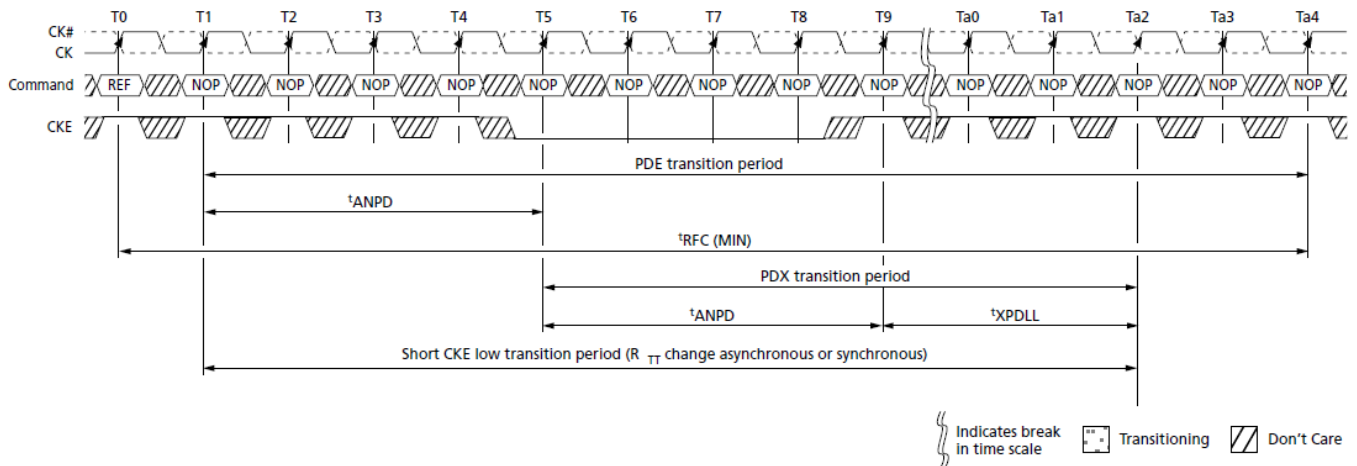 T0 T1 T2 T3 T4 T5 T6 T7 T8 T9 Ta0 Ta1 Ta2 Ta3 Ta4
CK#
CK
Command REF NOP NOP NOP NOP NOP NOP NOP NOP NOP NOP NOP NOP NOP NOP
CKE
PDE transition period
tANPD
tRFC (MIN)
PDX transition period
tANPD tXPDLL
Short CKE low transition period (R TT change asynchronous or synchronous)
Indicates break
in time scale
Transitioning
Don't Care